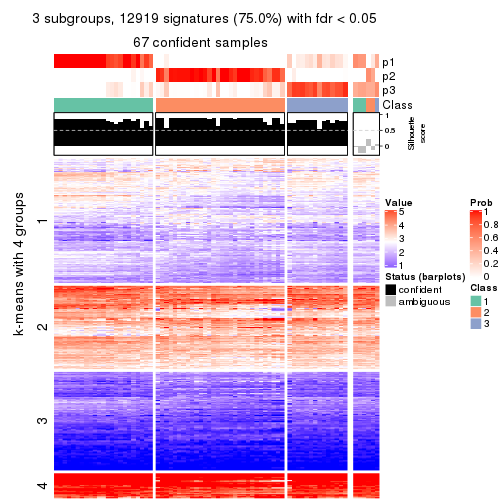 3 subgroups, 12919 signatures (75.0%) with fdr < 0.05
67 confident samples
p1
p2
p3
Class
1
0.5
0
Silhouette
score
k-means with 4 groups
1
2
3
4
Value
5
4
3
2
1
Status (barplots)
confident
ambiguous
Prob
1
0.8
0.6
0.4
0.2
0
Class
1
2
3